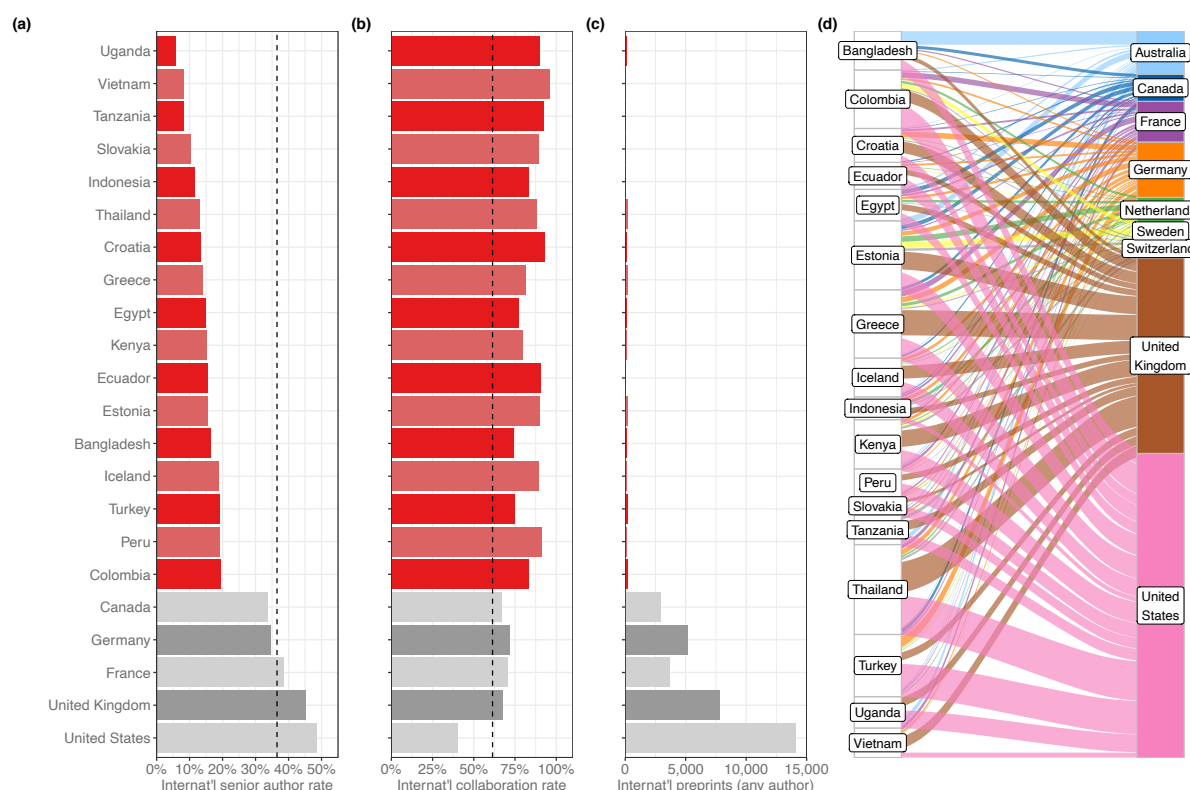 (a)
(b)
(c)
(d)
Uganda
Vietnam
Tanzania
Slovakia
Indonesia
Thailand
Croatia
Greece
Egypt
Kenya
Ecuador
Estonia
Bangladesh
Iceland
Turkey
Peru
Colombia
Canada
Germany
France
United Kingdom
United States
0%
10%
20%
30%
40%
50%
Internat'l senior author rate
0%
25%
50%
75%
100%
Internat'l collaboration rate
0
5,000
10,000
15,000
Internat'l preprints (any author)
Bangladesh
Colombia
Croatia
Ecuador
Egypt
Estonia
Greece
Iceland
Indonesia
Kenya
Peru
Slovakia
Tanzania
Thailand
Turkey
Uganda
Vietnam
Australia
Canada
France
Germany
Netherland
Sweden
Switzerland
United
Kingdom
United
States